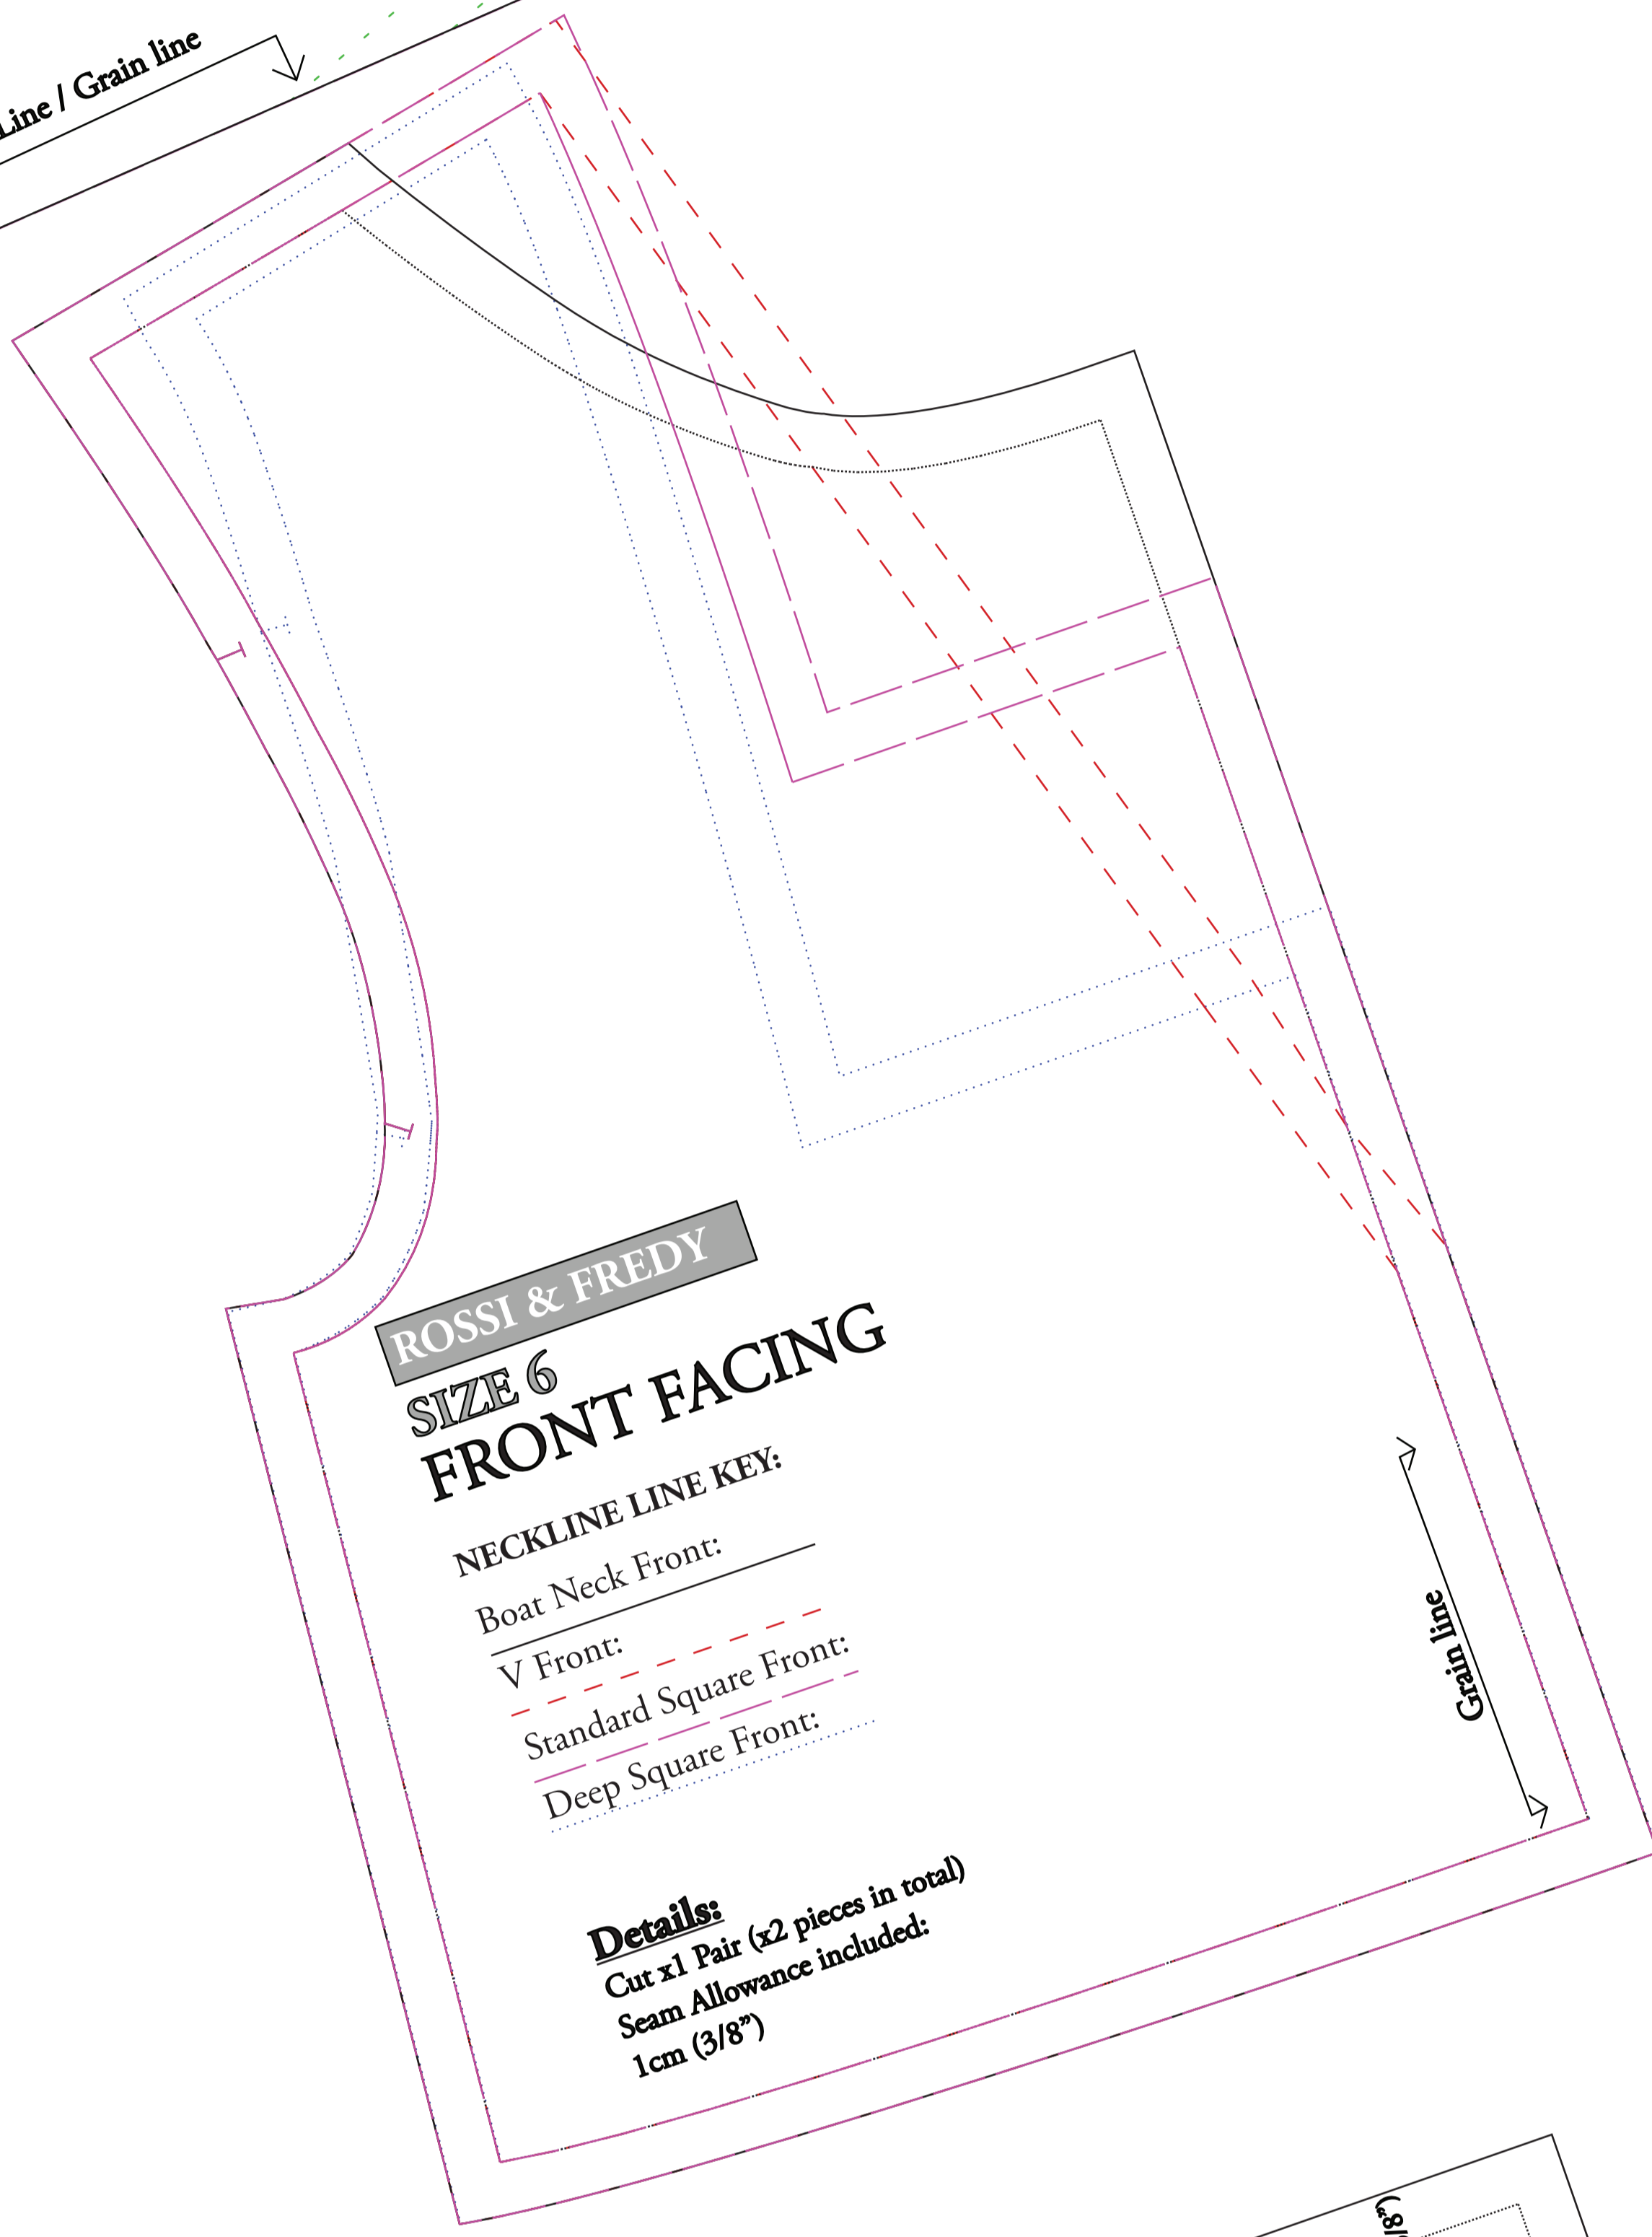 Line / Grain line
ROSSI & FREDY
SIZE 6
FRONT FACING
NECKLINE LINE KEY:
Boat Neck Front:
V Front:
Standard Square Front:
Deep Square Front:
Grain line
Details:
Cut x1 Pair (x2 pieces in total)
Seam Allowance included:
1cm (3/8”)